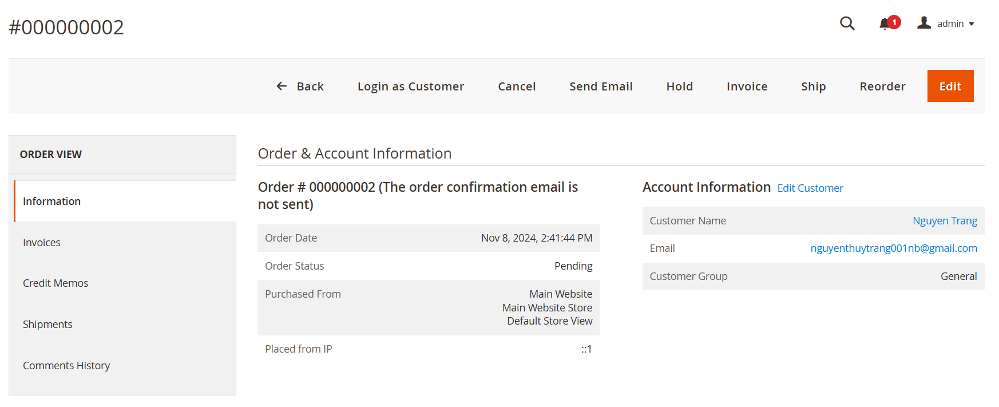 #000000002
1
admin
Back
Login as Customer
Cancel
Send Email
Hold
Invoice
Ship
Reorder
Edit
ORDER VIEW
Information
Invoices
Credit Memos
Shipments
Comments History
Order & Account Information
Order # 000000002 (The order confirmation email is
not sent)
Order Date Nov 8, 2024, 2:41:44 PM
Order Status Pending
Purchased From Main Website
Main Website Store
Default Store View
Placed from IP ::1
Account Information Edit Customer
Customer Name Nguyen Trang
Email nguyenthuytrang001nb@gmail.com
Customer Group General